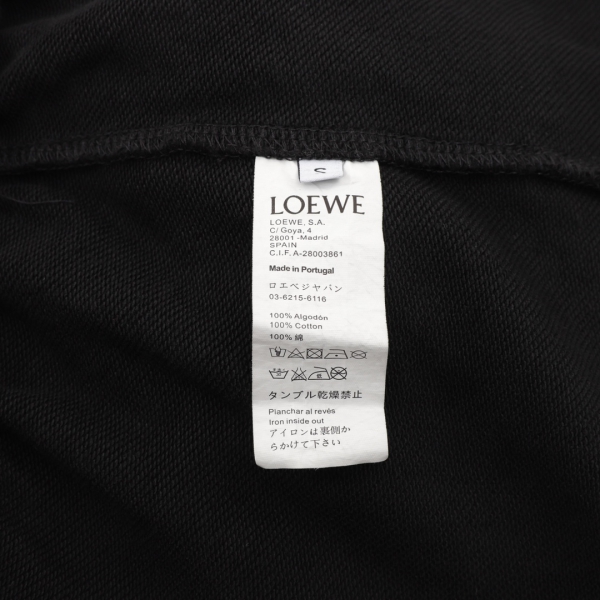 S
LOEWE
LOEWE, S.A.
C/ Goya, 4
28001 -Madrid
SPAIN
C.I.F. A-28003861
Made in Portugal
ロエベジヤパン
03-6215-6116
100% Algodón
100% Cotton
100% 綿
タンブル乾燥禁止
Planchar al revés
Iron inside out
アイロンは裏側か
らかけて下さい